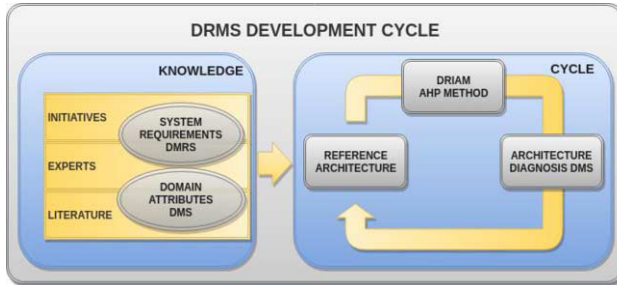 DRMS DEVELOPMENT CYCLE
KNOWLEDGE
INITIATIVES
EXPERTS
LITERATURE
SYSTEM
REQUIREMENTS
DMRS
DOMAIN
ATTRIBUTES
DMS
CYCLE
DRIAM
AHP METHOD
REFERENCE
ARCHITECTURE
ARCHITECTURE
DIAGNOSIS DMS